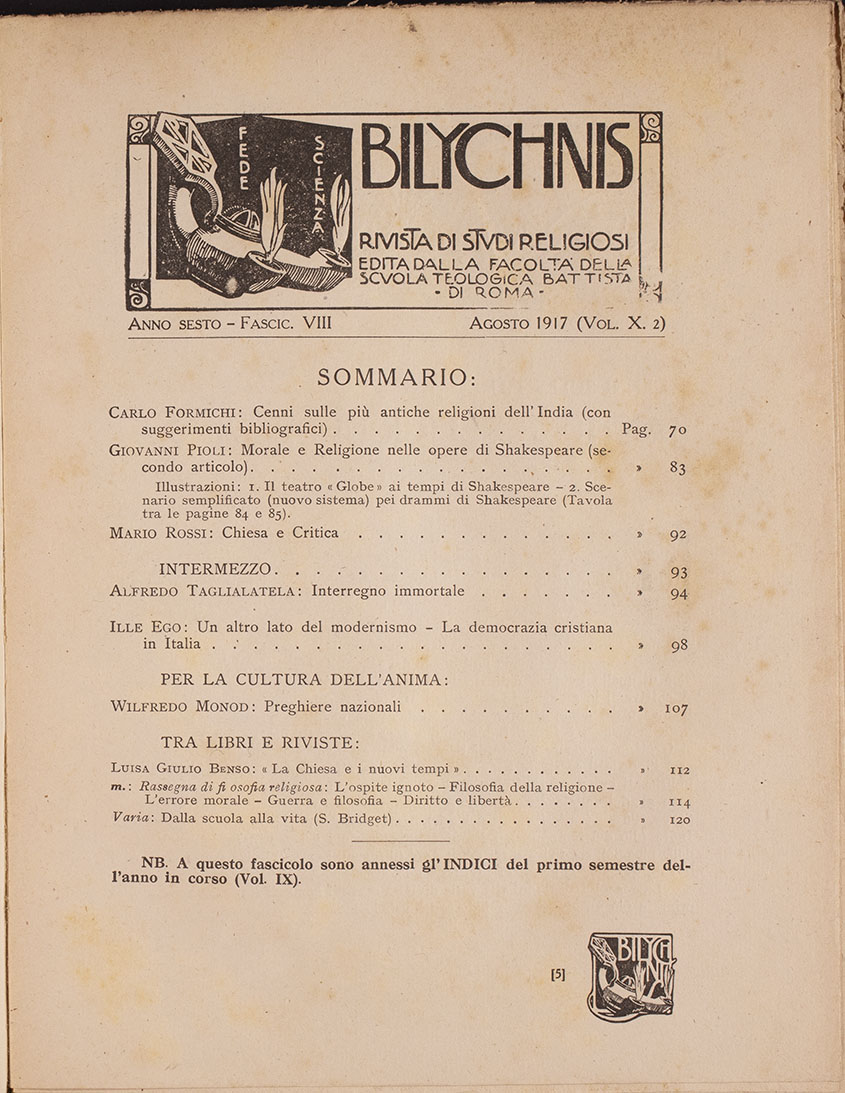 FEDE
SCIENZA
BILYCHNIS
RIVISTA DI STVDI RELIGIOSI
EDITA DALLA FACOLTA' DELLA
SCVOLA TEOLOGICA BATTISTA
- DI ROMA -
ANNO SESTO – FASCIC. VIII AGOSTO 1917 (VOL. X. 2)
SOMMARIO:
CARLO FORMICHI: Cenni sulle più antiche religioni dell'India (con
suggerimenti bibliografici) . . . . . . . . . . . . . . Pag. 70
GIOVANNI PIOLI: Morale e Religione nelle opere di Shakespeare (se-
condo articolo). . . . . . . . . . . . . . . . . . » 83
Illustrazioni: 1. Il teatro « Globe » ai tempi di Shakespeare – 2. Sce-
nario semplificato (nuovo sistema) pei drammi di Shakespeare (Tavola
tra le pagine 84 e 85).
MARIO ROSSI: Chiesa e Critica . . . . . . . . . . . . . » 92
INTERMEZZO. . . . . . . . . . . . . . . . . » 93
ALFREDO TAGLIALATELA: Interregno immortale . . . . . . . » 94
ILLE EGO: Un altro lato del modernismo – La democrazia cristiana
in Italia . . . . . . . . . . . . . . . . . . . . » 98
PER LA CULTURA DELL'ANIMA:
WILFREDO MONOD: Preghiere nazionali . . . . . . . . . . » 107
TRA LIBRI E RIVISTE:
LUISA GIULIO BENSO: « La Chiesa e i nuovi tempi ». . . . . . . . . . . . » 112
m.: Rassegna di fi osofia religiosa: L'ospite ignoto – Filosofia della religione –
L'errore morale – Guerra e filosofia – Diritto e libertà. . . . . . . . » 114
Varia: Dalla scuola alla vita (S. Bridget) . . . . . . . . . . . . . . . . . » 120
NB. A questo fascicolo sono annessi gl'INDICI del primo semestre del-
l'anno in corso (Vol. IX).
[5]
BILYCHNIS